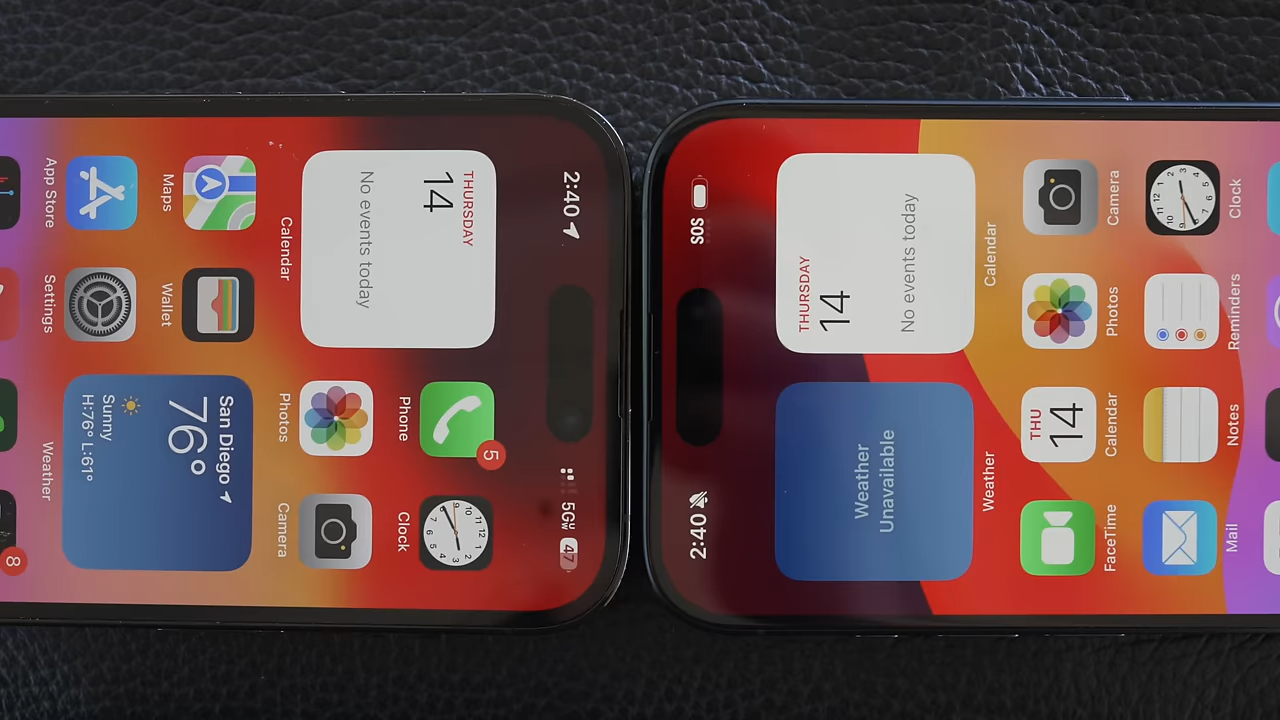 2:40
5GW
47
THURSDAY
14
No events today
Calendar
Phone
5
Clock
Photos
Camera
Maps
Wallet
San Diego
76°
Sunny
H:76° L:61°
Weather
App Store
Settings
8
2:40
SOS
THURSDAY
14
No events today
Calendar
Weather
Unavailable
Weather
Camera
Photos
THU
14
Calendar
FaceTime
Clock
Reminders
Notes
Mail